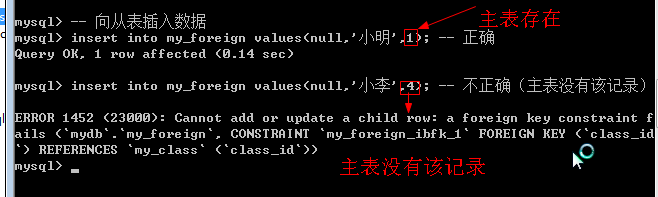 mysql> -- 向从表插入数据
主表存在
mysql> insert into my_foreign values(null,'小明',1); -- 正确
Query OK, 1 row affected (0.14 sec)
mysql> insert into my_foreign values(null,'小李',4); -- 不正确（主表没有该记录）
ERROR 1452 (23000): Cannot add or update a child row: a foreign key constraint f
ails (`mydb`.`my_foreign`, CONSTRAINT `my_foreign_ibfk_1` FOREIGN KEY (`class_id
`) REFERENCES `my_class` (`class_id`))
主表没有该记录
mysql>